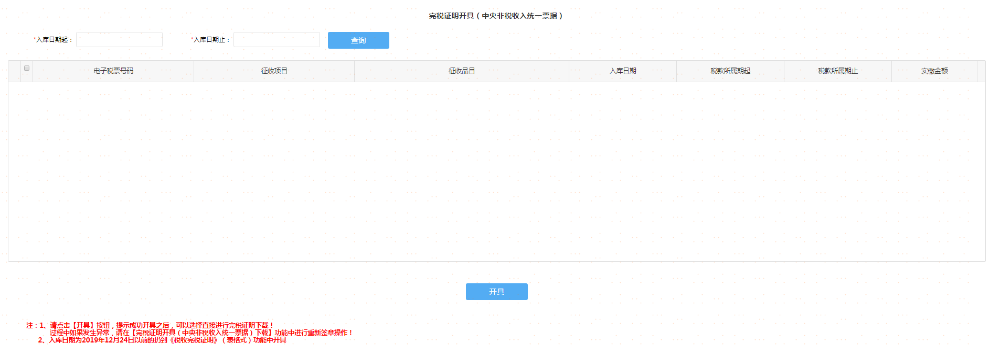 完税证明开具（中央非税收入统一票据）
*入库日期起： *入库日期止： 查询
电子税票号码 征收项目 征收品目 入库日期 税款所属期起 税款所属期止 实缴金额
开具
注：1、请点击【开具】按钮，提示成功开具之后，可以选择直接进行完税证明下载！
过程中如果发生异常，请在【完税证明开具（中央非税收入统一票据）下载】功能中进行重新签章操作！
2、入库日期为2019年12月24日以前的扔到《税收完税证明》（表格式）功能中开具